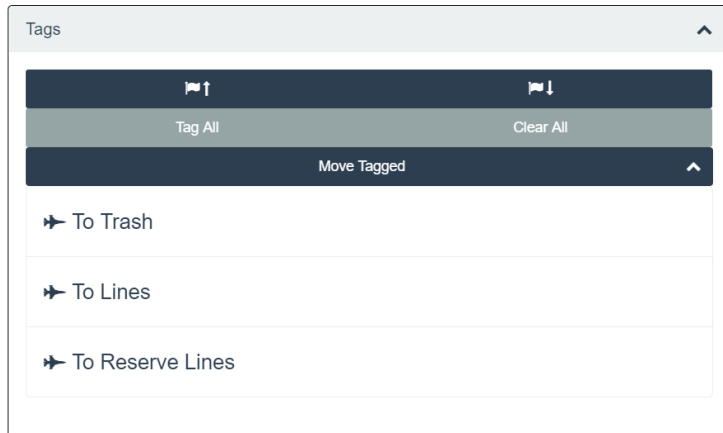 Tags
Tag All Clear All
Move Tagged
To Trash
To Lines
To Reserve Lines